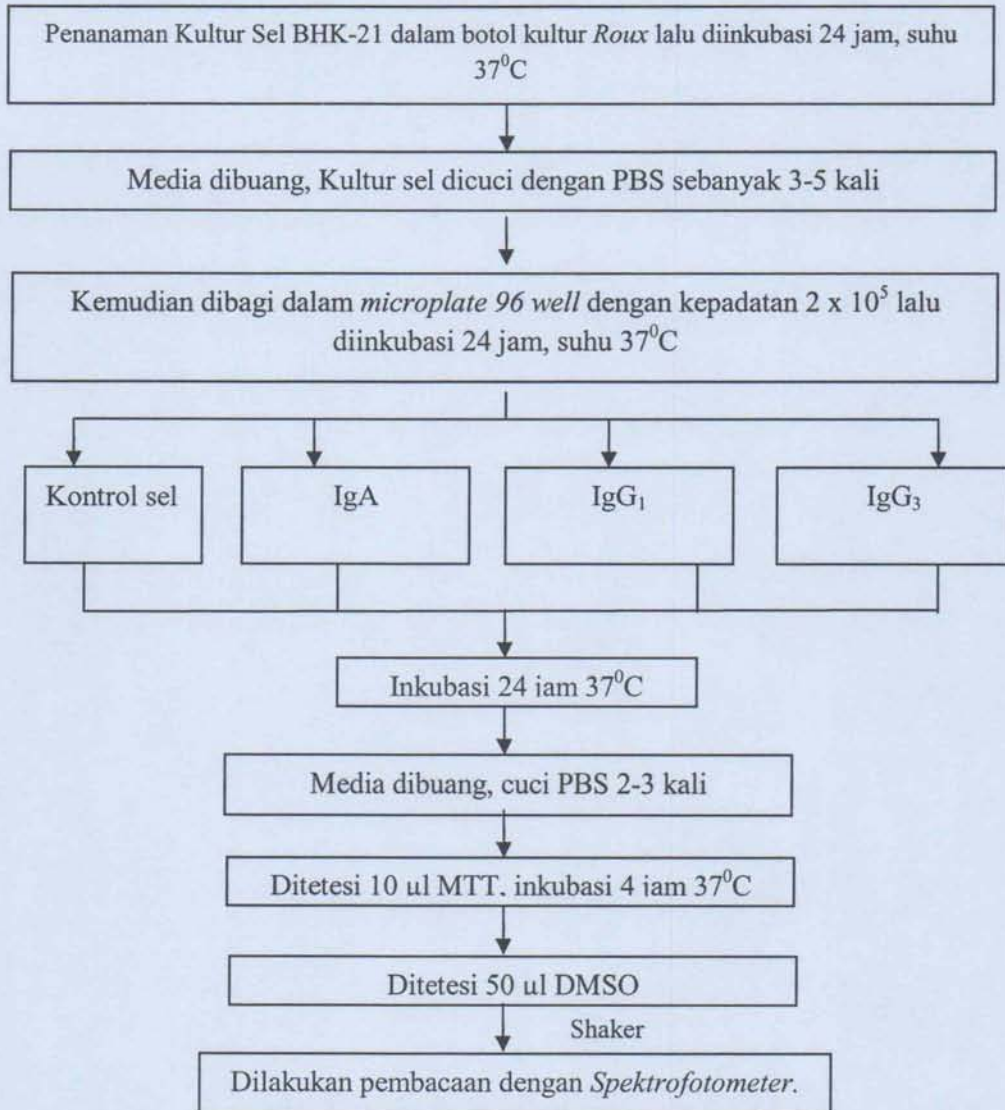 Penanaman Kultur Sel BHK-21 dalam botol kultur Roux lalu diinkubasi 24 jam, suhu
37⁰C
Media dibuang, Kultur sel dicuci dengan PBS sebanyak 3-5 kali
Kemudian dibagi dalam microplate 96 well dengan kepadatan 2 x 10⁵ lalu
diinkubasi 24 jam, suhu 37⁰C
Kontrol sel
IgA
IgG₁
IgG₃
Inkubasi 24 jam 37⁰C
Media dibuang, cuci PBS 2-3 kali
Ditetesi 10 µl MTT. inkubasi 4 jam 37⁰C
Ditetesi 50 µl DMSO
Shaker
Dilakukan pembacaan dengan Spektrofotometer.